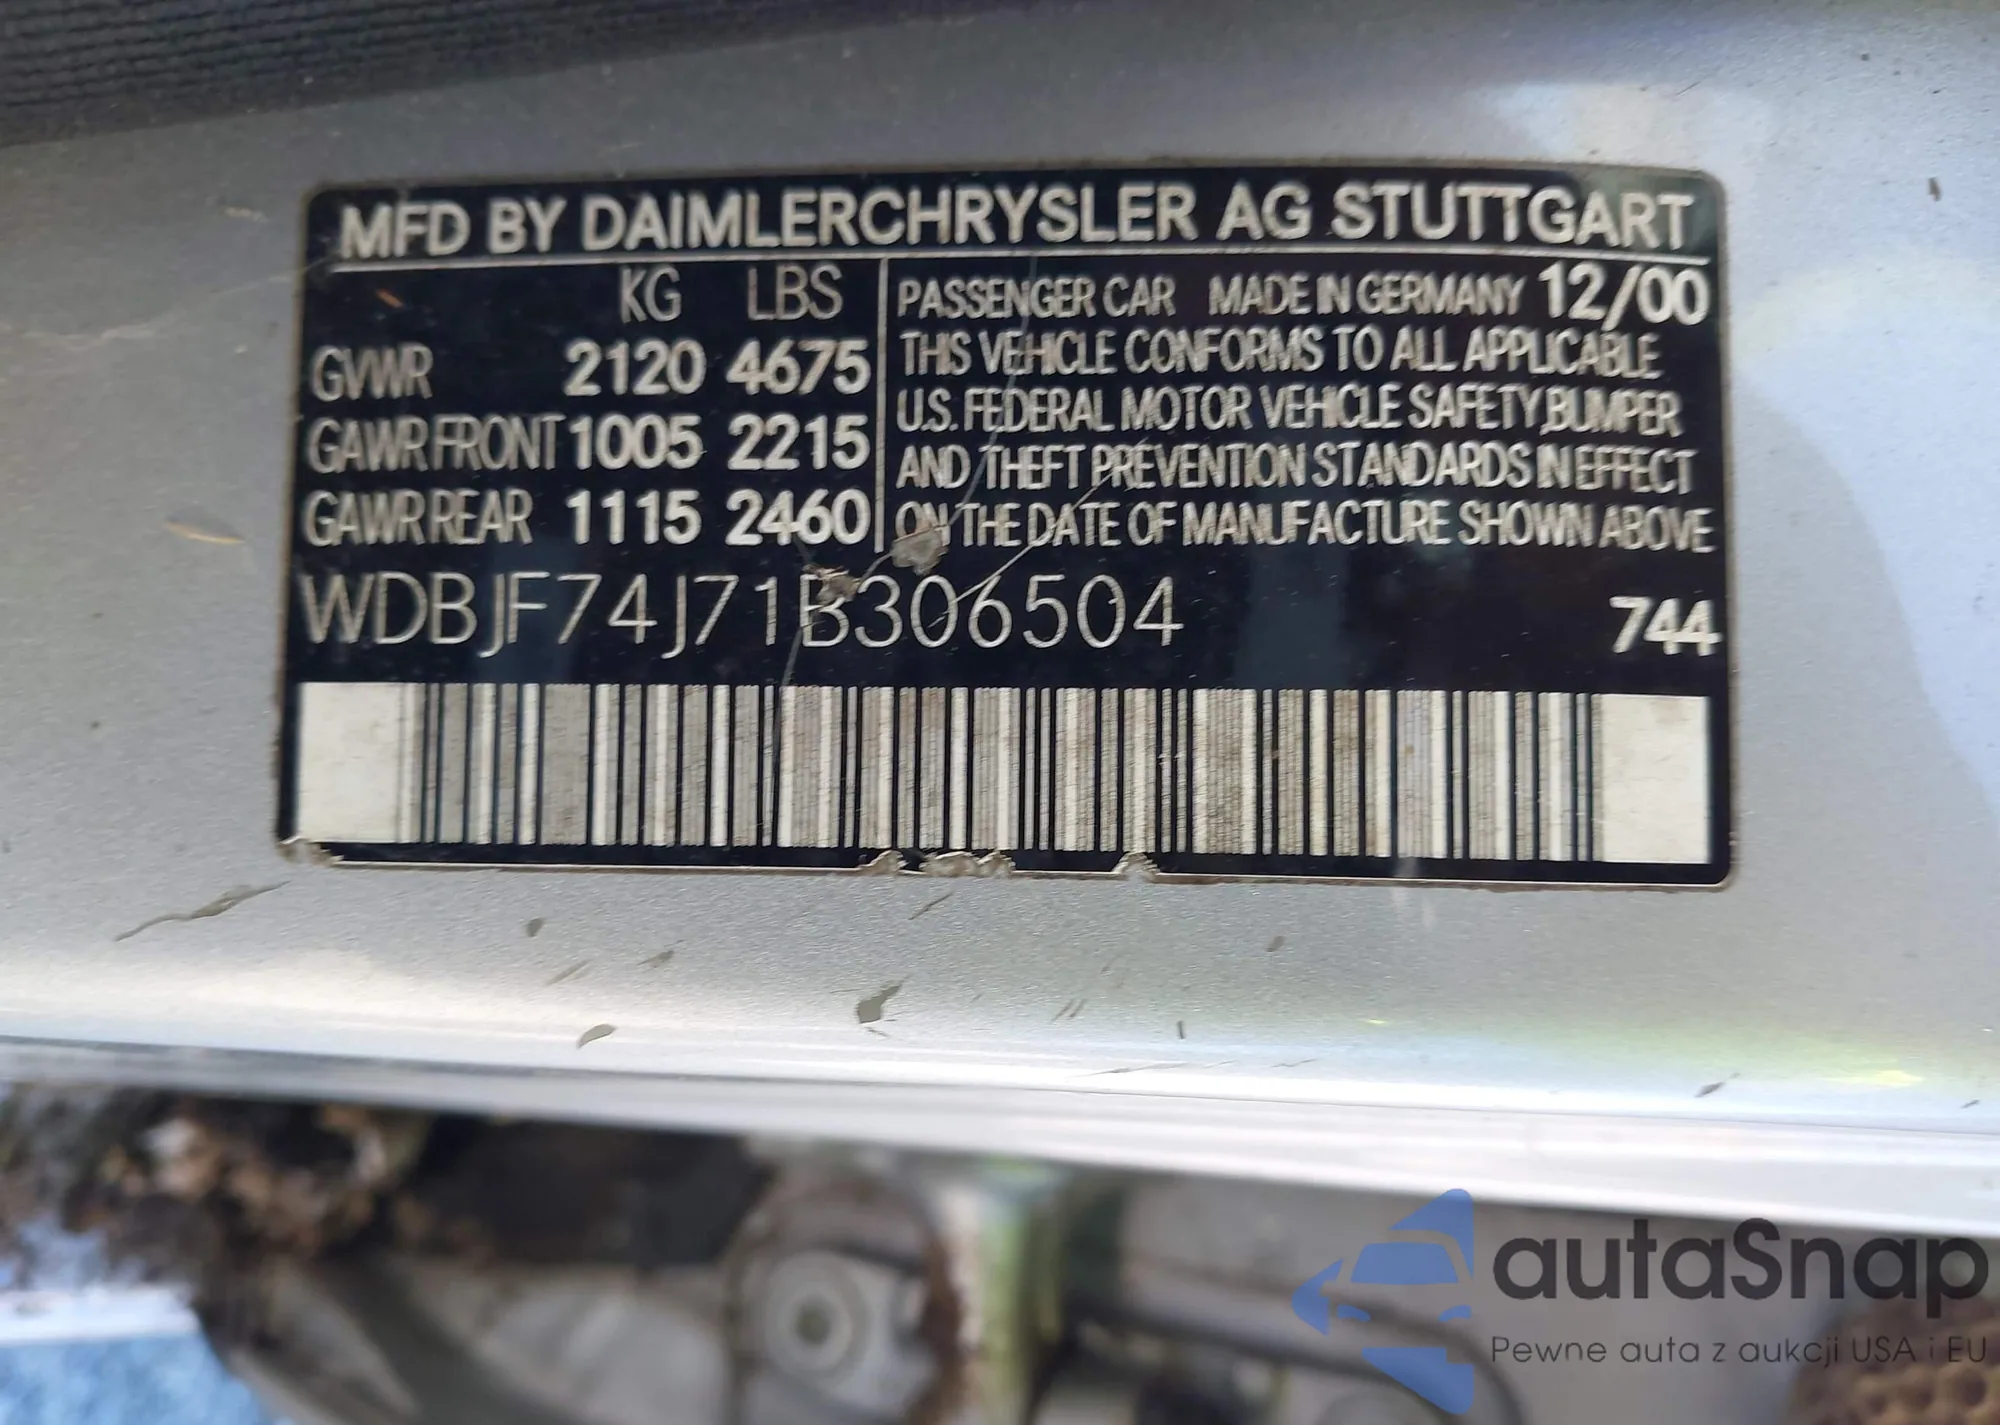 MFD BY DAIMLERCHRYSLER AG STUTTGART
KG LBS
GVWR 2120 4675
GAWR FRONT 1005 2215
GAWR REAR 1115 2460
PASSENGER CAR MADE IN GERMANY 12/00
THIS VEHICLE CONFORMS TO ALL APPLICABLE
U.S. FEDERAL MOTOR VEHICLE SAFETY, BUMPER
AND THEFT PREVENTION STANDARDS IN EFFECT
ON THE DATE OF MANUFACTURE SHOWN ABOVE
WDBJF74J71B306504 744
autaSnap
Pewne auta z aukcji USA i EU